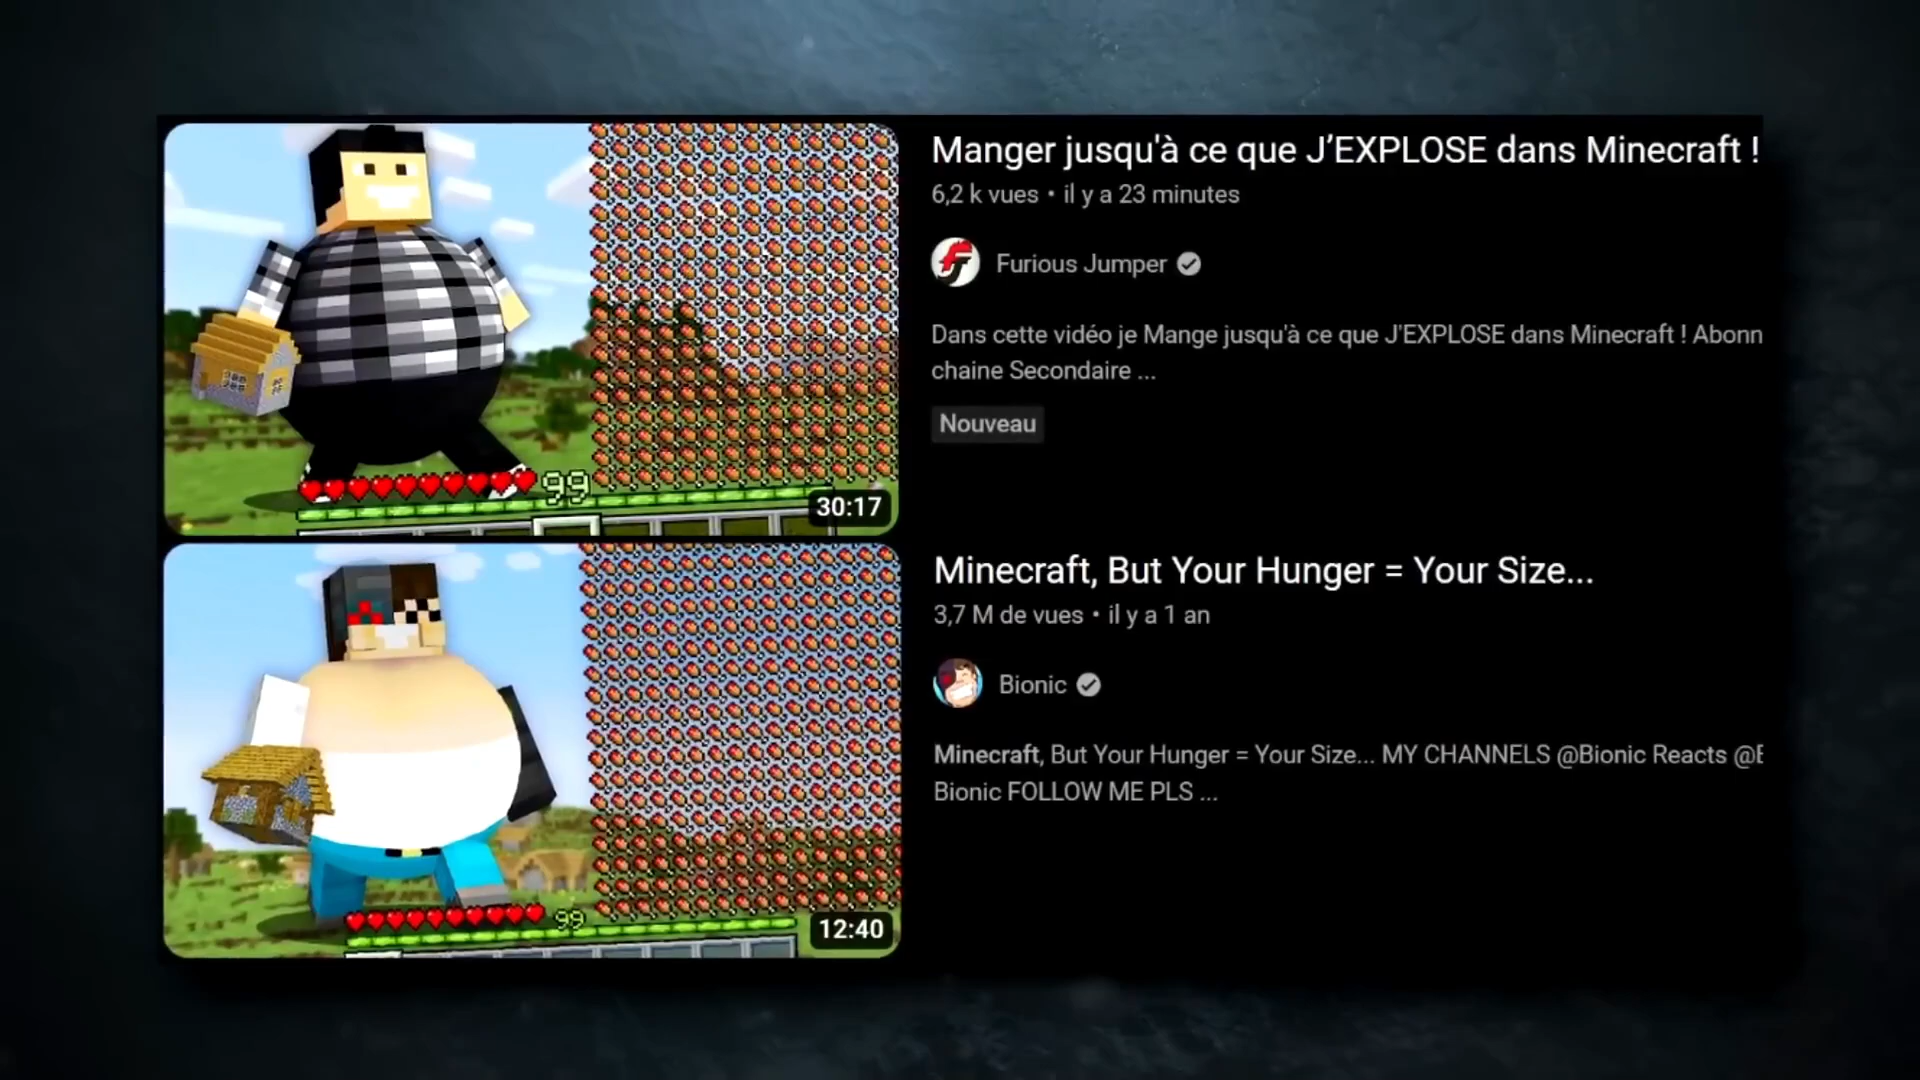 Manger jusqu'à ce que J’EXPLOSE dans Minecraft !
6,2 k vues • il y a 23 minutes
Furious Jumper
Dans cette vidéo je Mange jusqu'à ce que J'EXPLOSE dans Minecraft ! Abonn
chaine Secondaire ...
Nouveau
99
30:17
Minecraft, But Your Hunger = Your Size...
3,7 M de vues • il y a 1 an
Bionic
Minecraft, But Your Hunger = Your Size... MY CHANNELS @Bionic Reacts @E
Bionic FOLLOW ME PLS ...
99
12:40